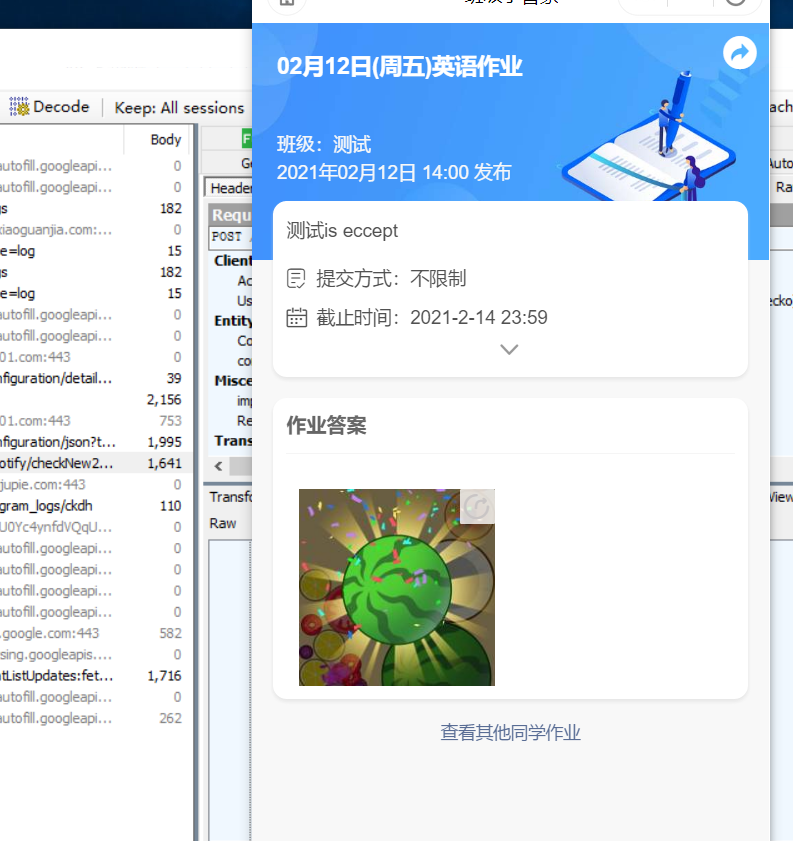 Decode
Keep: All sessions
Body
autofill.googleapi... 0
autofill.googleapi... 0
gs 182
xiaoguanjia.com:... 0
e=log 15
gs 182
e=log 15
autofill.googleapi... 0
autofill.googleapi... 0
01.com:443 0
nfiguration/detail... 39
2,156
01.com:443 753
nfiguration/json?t... 1,995
otify/checkNew2... 1,641
jupie.com:443 0
gram_logs/ckdh 110
U0Yc4ynfdVQqU... 0
autofill.googleapi... 0
autofill.googleapi... 0
autofill.googleapi... 0
autofill.googleapi... 0
.google.com:443 582
sing.googleapis.... 0
ntListUpdates:fet... 1,716
autofill.googleapi... 0
autofill.googleapi... 262
Header
Requ
POST
Client
Ac
Us
Entity
Co
co
Misce
imp
Re
Trans
Transfo
Raw
02月12日(周五)英语作业
班级：测试
2021年02月12日 14:00 发布
测试is eccept
提交方式：不限制
截止时间：2021-2-14 23:59
作业答案
查看其他同学作业
ach
Auto
Ra
ecko
View